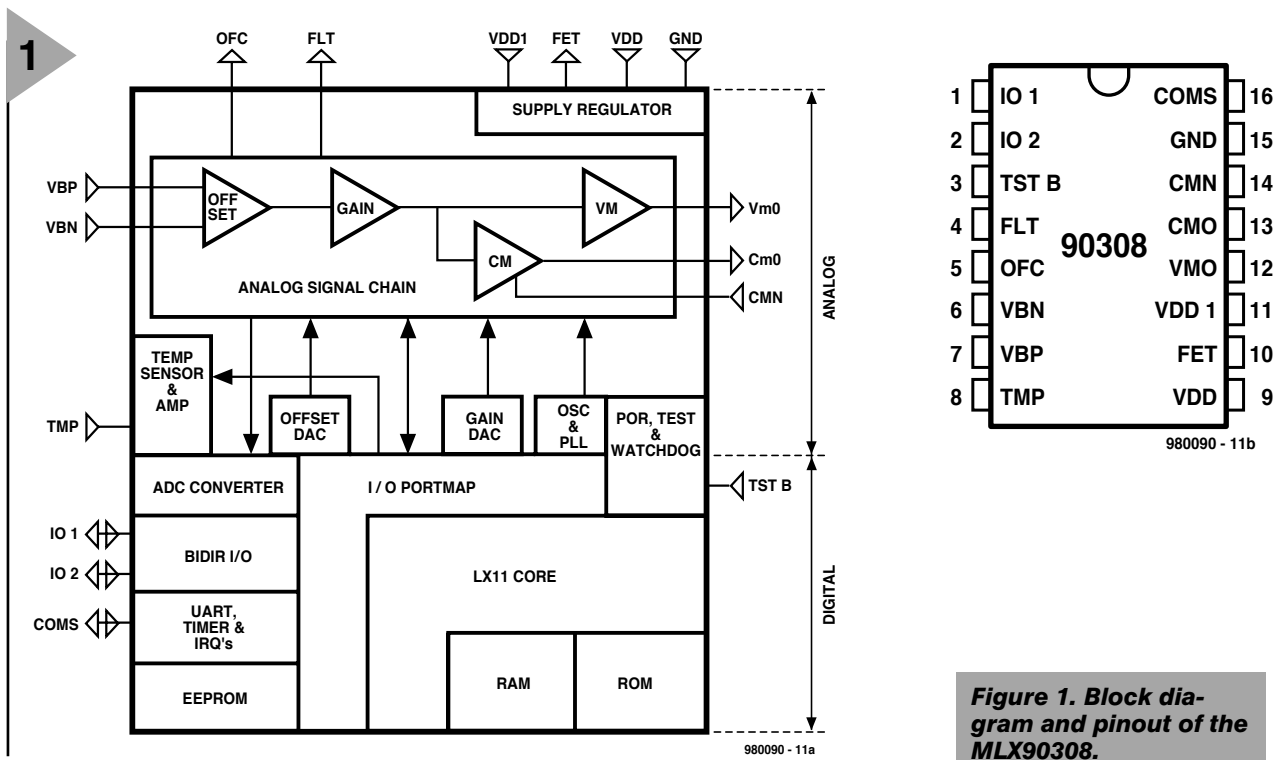 1
OFC FLT VDD1 FET VDD GND
SUPPLY REGULATOR
VBP
VBN
OFF
SET
GAIN
VM
CM
Vm0
Cm0
CMN
ANALOG SIGNAL CHAIN
ANALOG
TEMP
SENSOR
&
AMP
TMP
OFFSET
DAC
GAIN
DAC
OSC
&
PLL
POR, TEST
&
WATCHDOG
TST B
ADC CONVERTER
I / O PORTMAP
IO 1
IO 2
BIDIR I/O
LX11 CORE
DIGITAL
COMS
UART,
TIMER &
IRQ's
EEPROM
RAM
ROM
980090 - 11a
1 IO 1 COMS 16
2 IO 2 GND 15
3 TST B CMN 14
4 FLT CMO 13
90308
5 OFC VMO 12
6 VBN VDD 1 11
7 VBP FET 10
8 TMP VDD 9
980090 - 11b
Figure 1. Block dia-
gram and pinout of the
MLX90308.